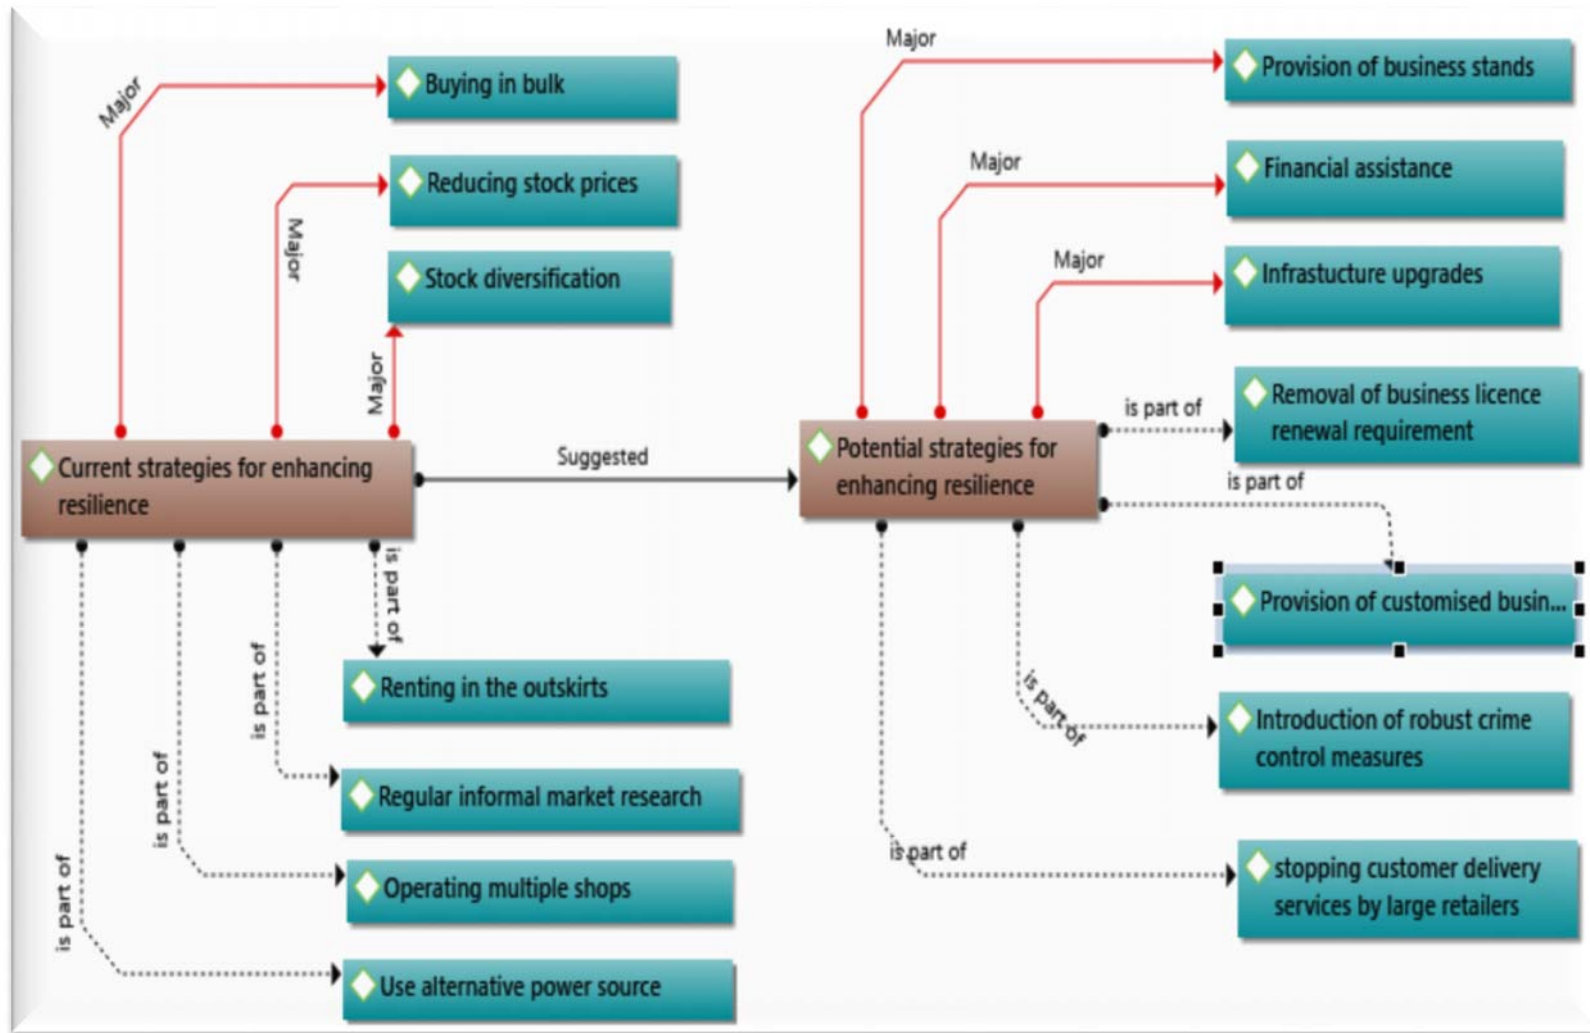 Major
Buying in bulk
Major
Reducing stock prices
Major
Stock diversification
Current strategies for enhancing
resilience
Suggested
is part of
Renting in the outskirts
is part of
Regular informal market research
is part of
Operating multiple shops
is part of
Use alternative power source
Major
Provision of business stands
Major
Financial assistance
Major
Infrastucture upgrades
Potential strategies for
enhancing resilience
is part of
Removal of business licence
renewal requirement
is part of
Provision of customised busin...
is part of
Introduction of robust crime
control measures
is part of
stopping customer delivery
services by large retailers